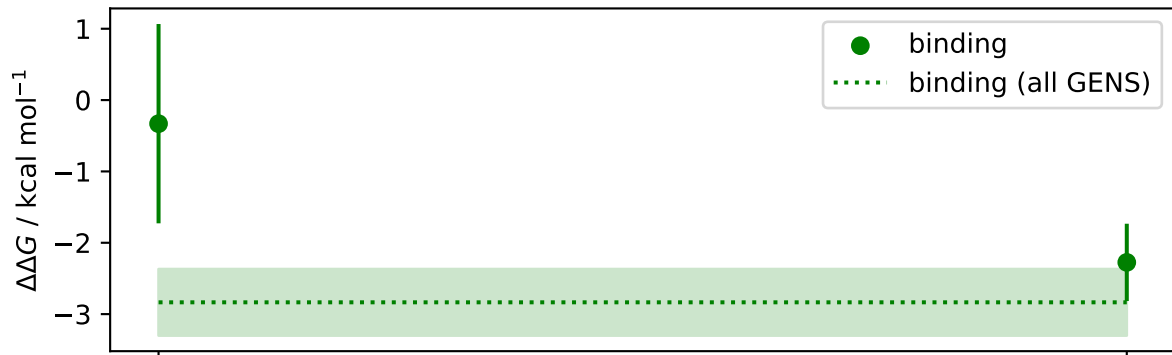 1
0
−1
−2
−3
ΔΔG / kcal mol⁻¹
binding
binding (all GENS)